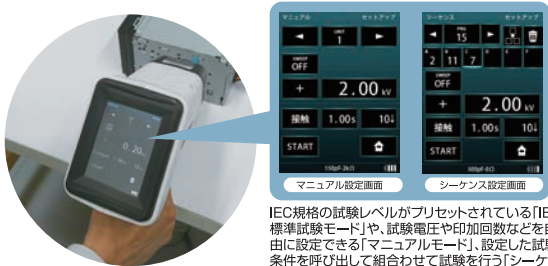 マニュアル セットアップ
UNIT
1
SWEEP
OFF
+ 2.00 kV
接触 1.00s 10↓
START
150pF-2kΩ
マニュアル設定画面
シーケンス セットアップ
PRG
15
2 11 7
SWEEP
OFF
+ 2.00 kV
接触 1.00s 10↓
START
シーケンス設定画面
0.20
IEC規格の試験レベルがプリセットされている「IE
標準試験モード」や、試験電圧や印加回数などを自
由に設定できる「マニュアルモード」、設定した試験
条件を呼び出して組合わせて試験を行う「シーケ